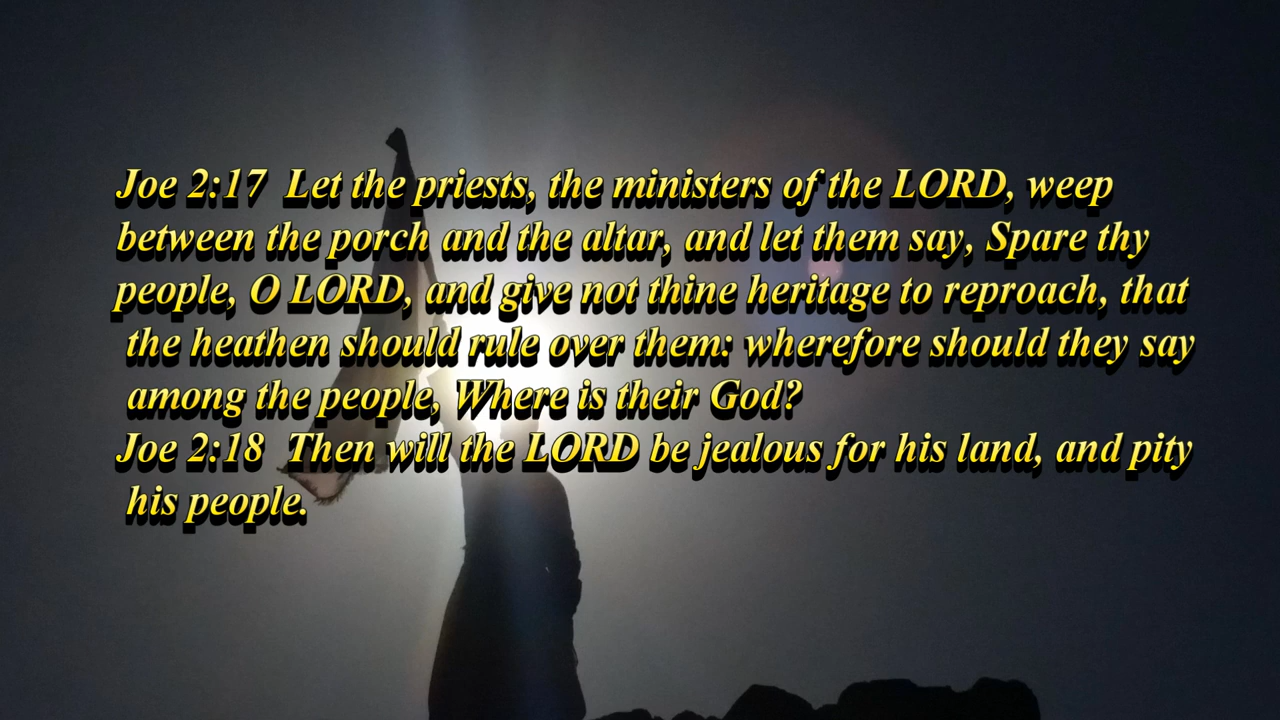 Joe 2:17 Let the priests, the ministers of the LORD, weep
between the porch and the altar, and let them say, Spare thy
people, O LORD, and give not thine heritage to reproach, that
the heathen should rule over them: wherefore should they say
among the people, Where is their God?
Joe 2:18 Then will the LORD be jealous for his land, and pity
his people.